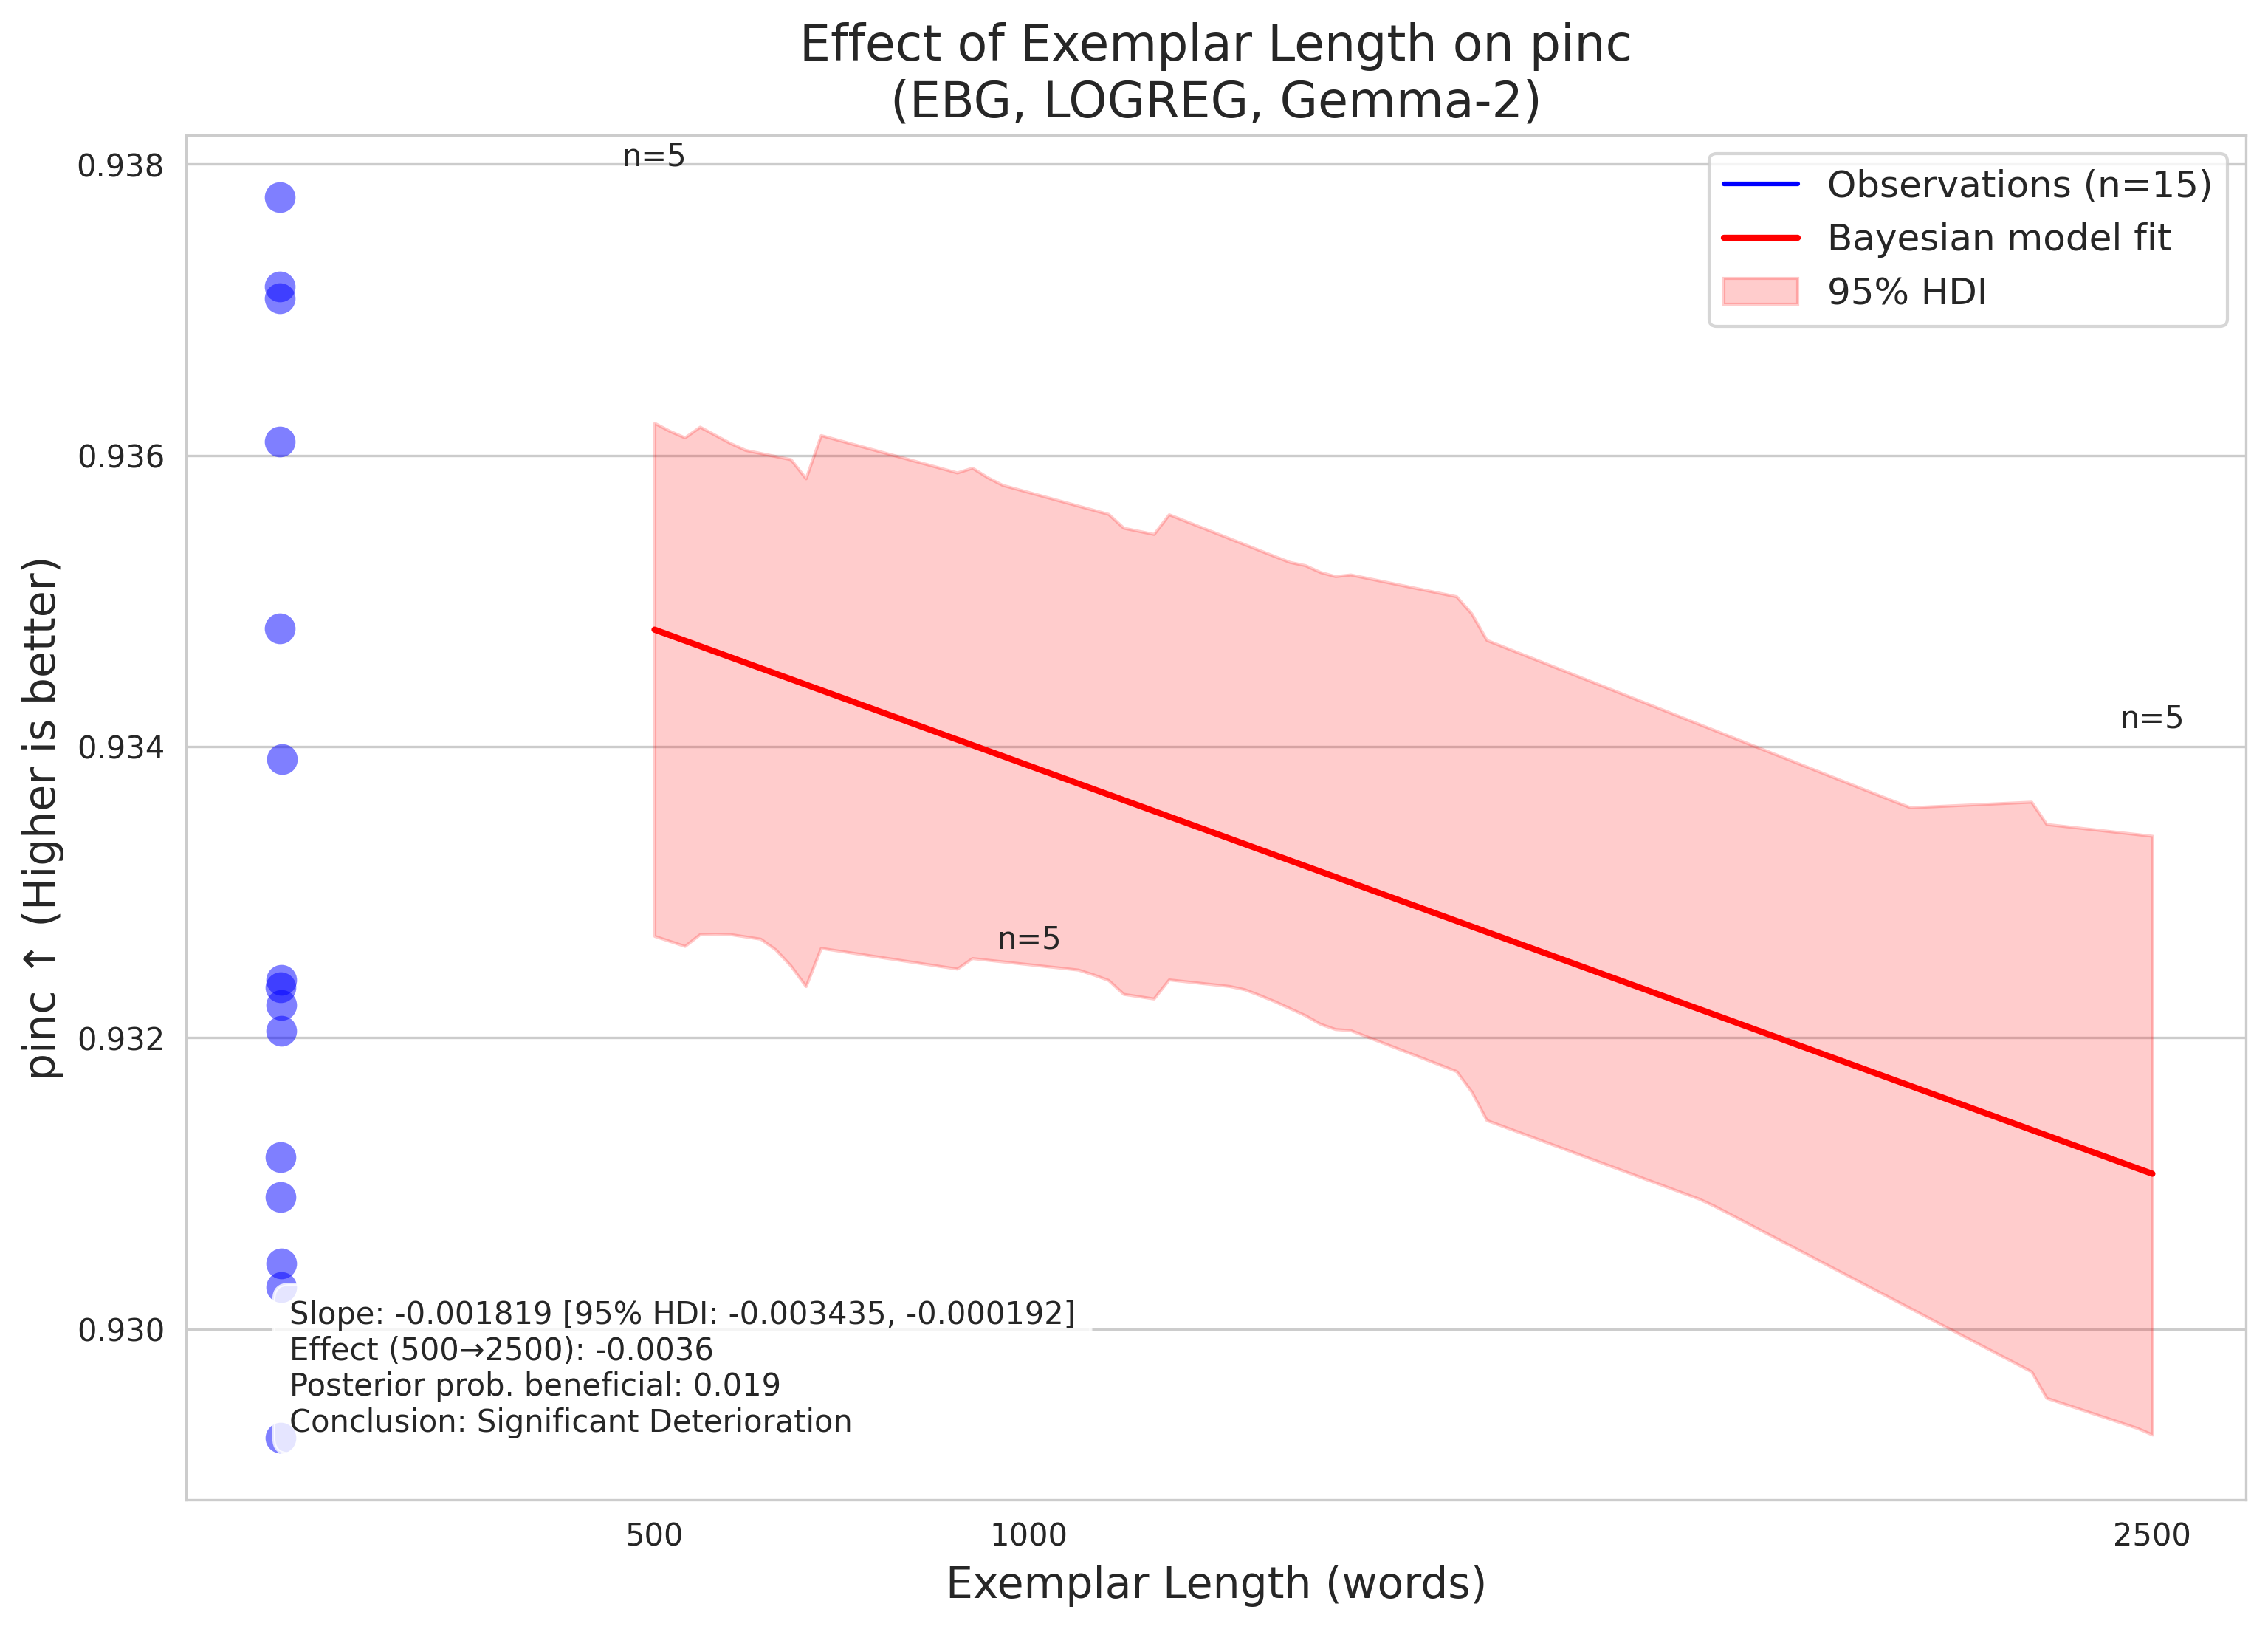 Effect of Exemplar Length on pinc
(EBG, LOGREG, Gemma-2)
n=5
Observations (n=15)
Bayesian model fit
95% HDI
n=5
n=5
0.938
0.936
0.934
0.932
0.930
pinc ↑ (Higher is better)
Slope: -0.001819 [95% HDI: -0.003435, -0.000192]
Effect (500→2500): -0.0036
Posterior prob. beneficial: 0.019
Conclusion: Significant Deterioration
500
1000
2500
Exemplar Length (words)